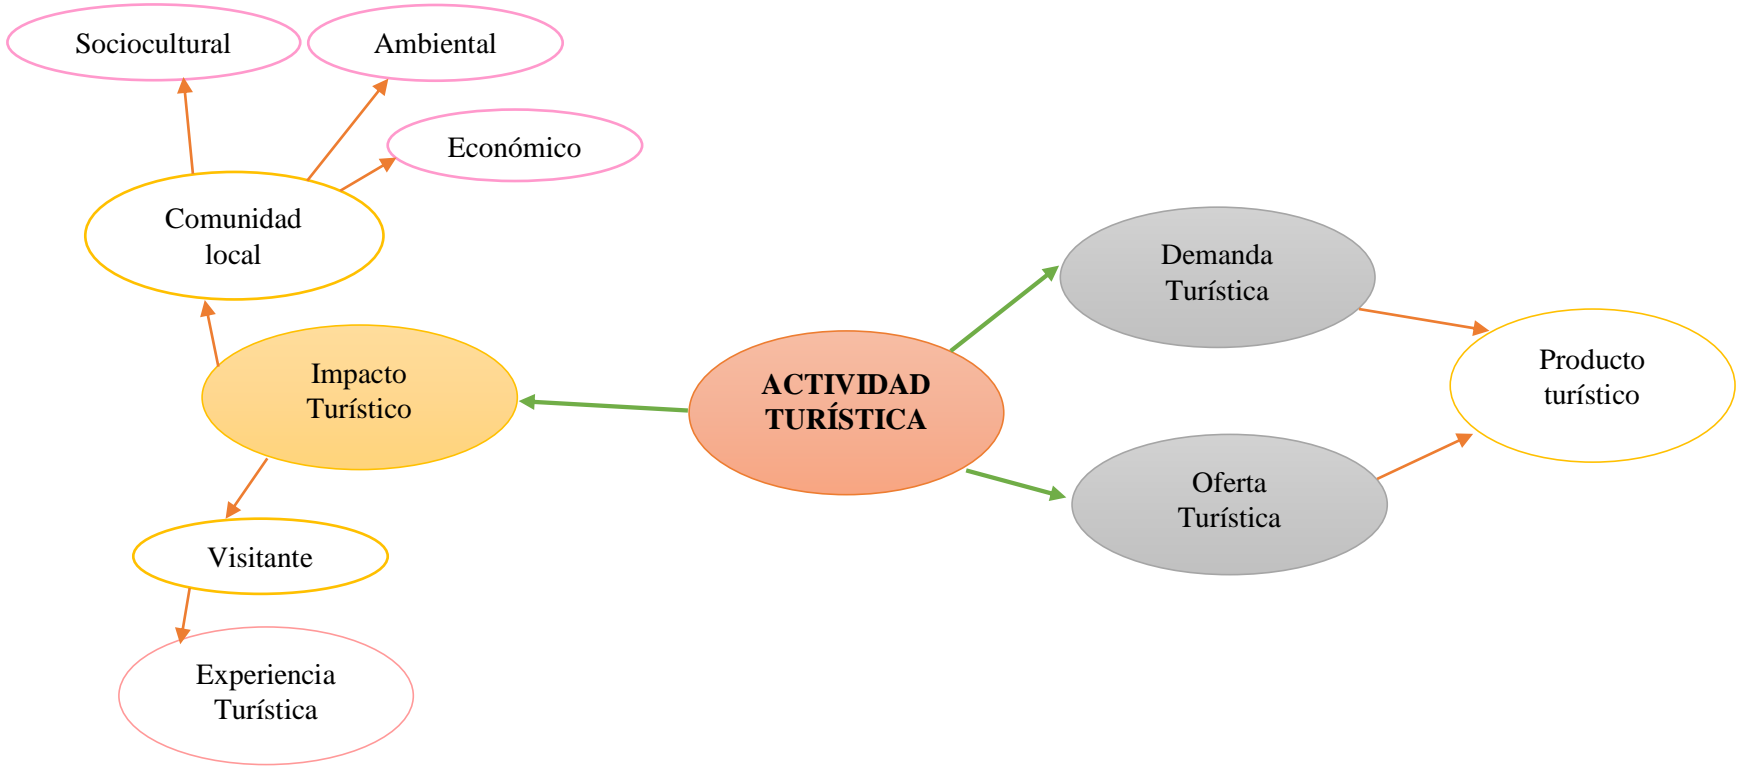 Sociocultural
Ambiental
Económico
Comunidad
local
Demanda
Turística
Impacto
Turístico
ACTIVIDAD
TURÍSTICA
Producto
turístico
Oferta
Turística
Visitante
Experiencia
Turística